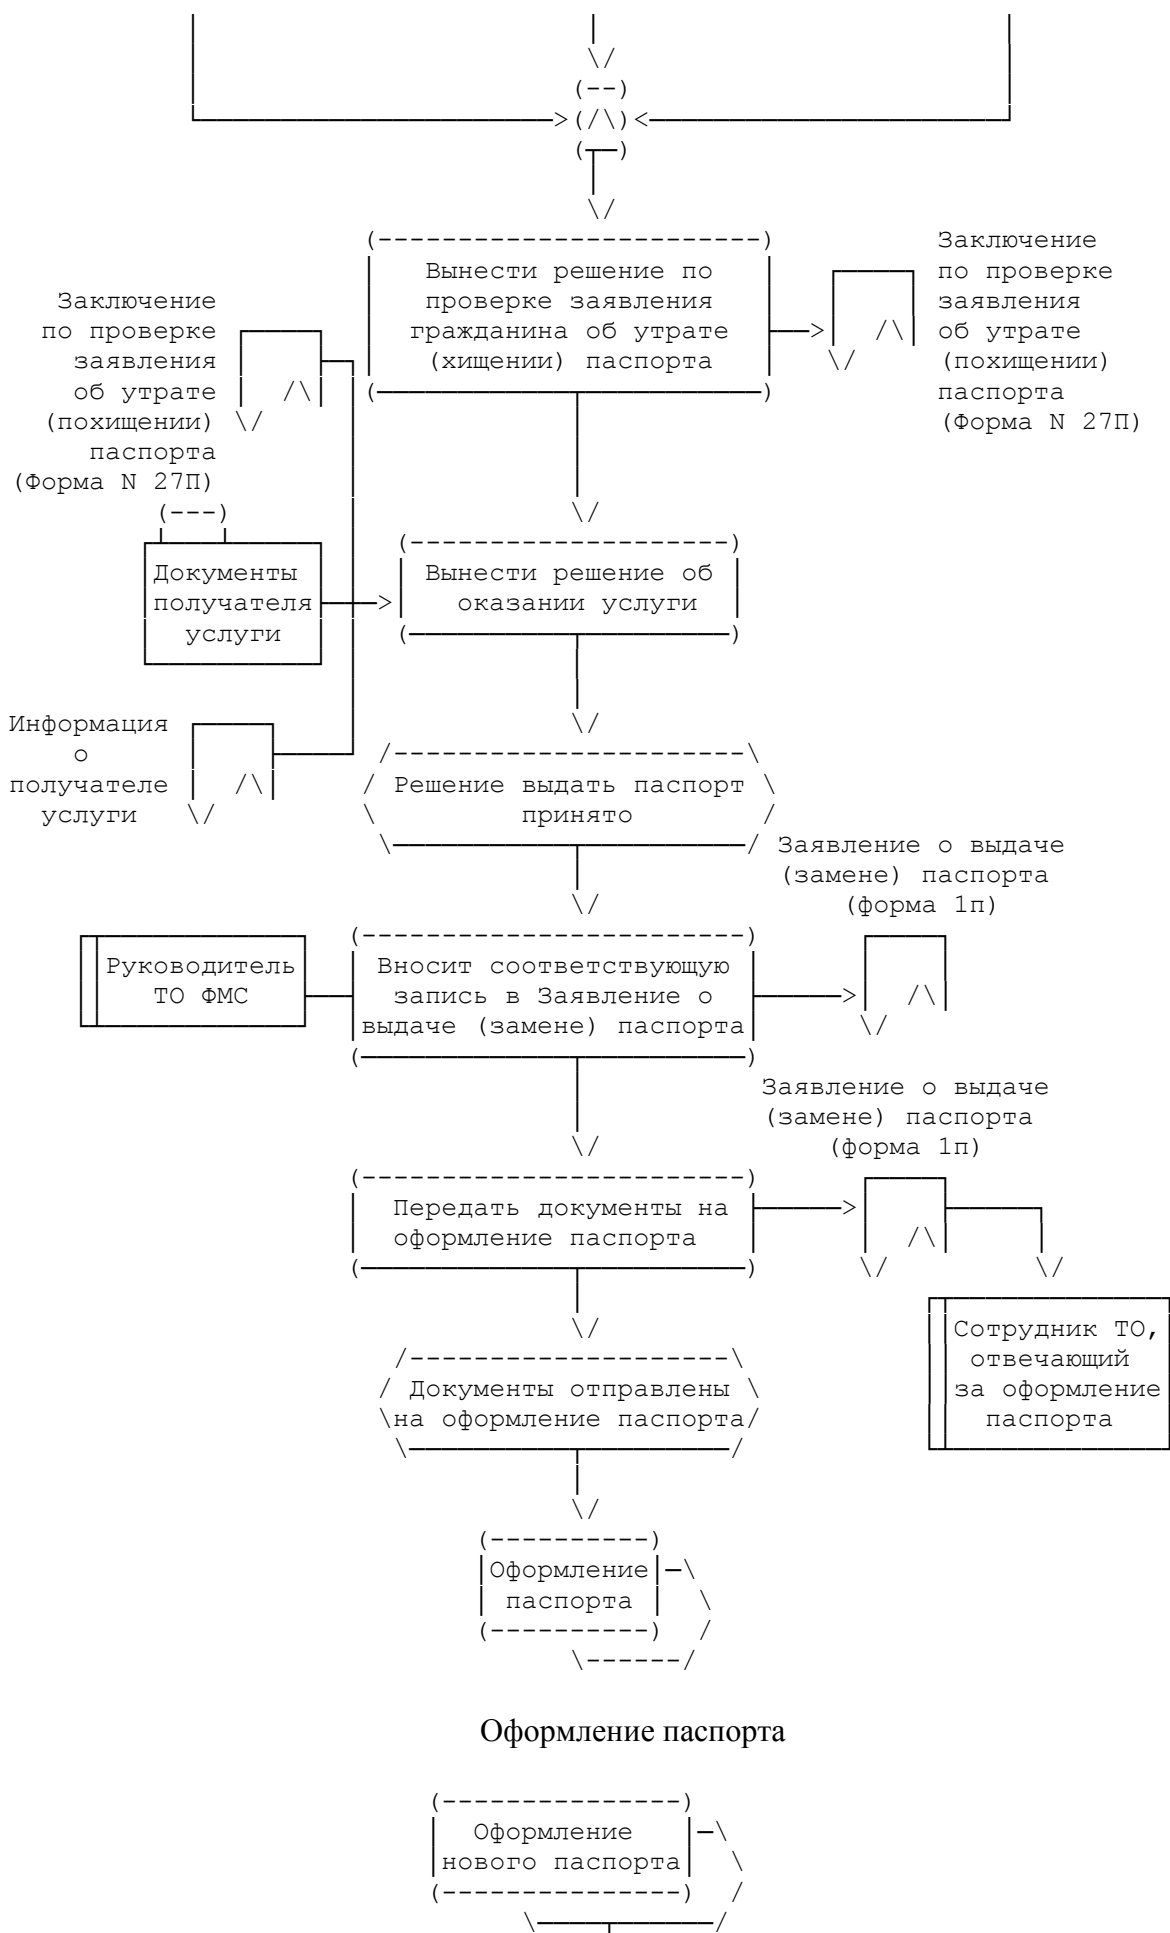 Вынести решение по
проверке заявления
гражданина об утрате
(хищении) паспорта
Заключение
по проверке
заявления
об утрате
(похищении)
паспорта
(Форма N 27П)
Заключение
по проверке
заявления
об утрате
(похищении)
паспорта
(Форма N 27П)
Документы
получателя
услуги
Вынести решение об
оказании услуги
Информация
о
получателе
услуги
Решение выдать паспорт
принято
Заявление о выдаче
(замене) паспорта
(форма 1п)
Руководитель
ТО ФМС
Вносит соответствующую
запись в Заявление о
выдаче (замене) паспорта
Заявление о выдаче
(замене) паспорта
(форма 1п)
Передать документы на
оформление паспорта
Сотрудник ТО,
отвечающий
за оформление
паспорта
Документы отправлены
на оформление паспорта
Оформление
паспорта
Оформление паспорта
Оформление
нового паспорта